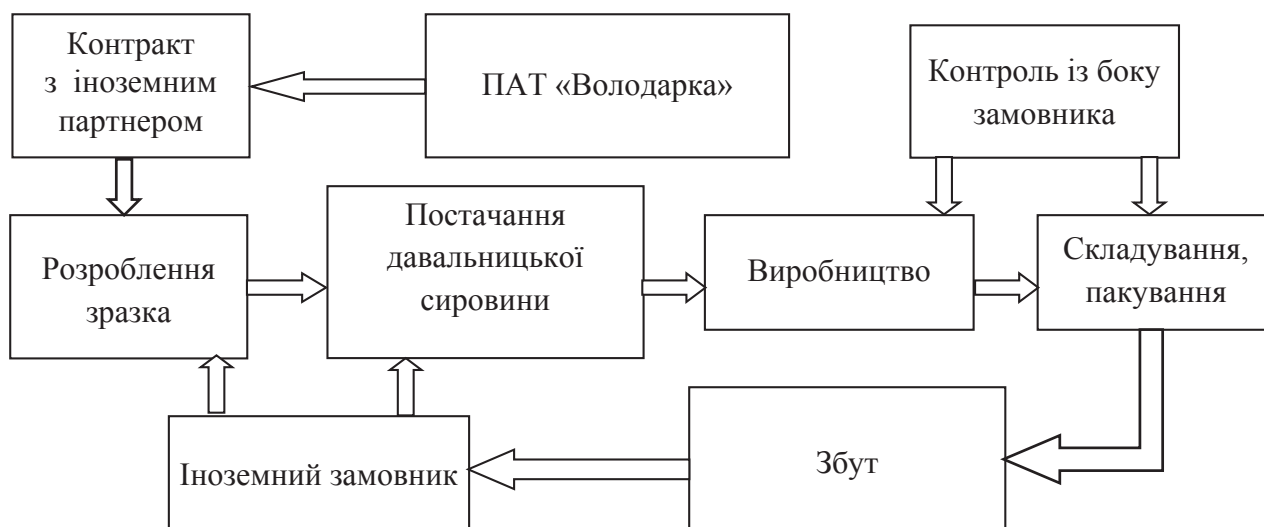 Контракт
з іноземним
партнером
ПАТ «Володарка»
Контроль із боку
замовника
Розроблення
зразка
Постачання
давальницької
сировини
Виробництво
Складування,
пакування
Іноземний замовник
Збут